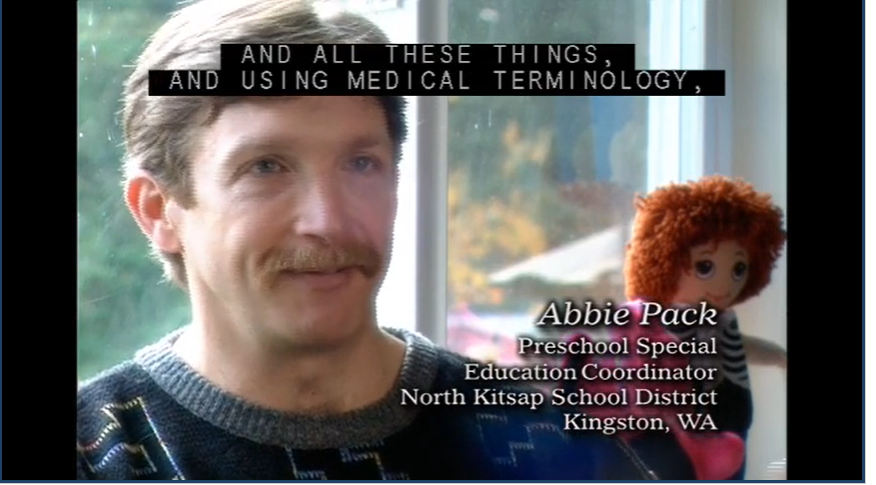 AND ALL THESE THINGS,
AND USING MEDICAL TERMINOLOGY,
Abbie Pack
Preschool Special
Education Coordinator
North Kitsap School District
Kingston, WA